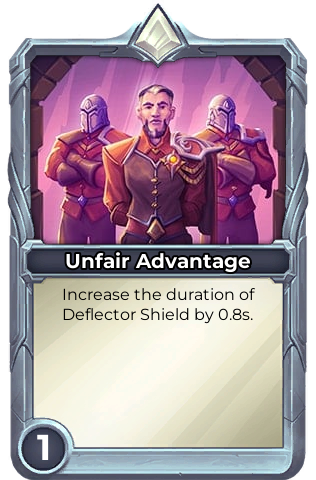 Unfair Advantage
Increase the duration of
Deflector Shield by 0.8s.
1